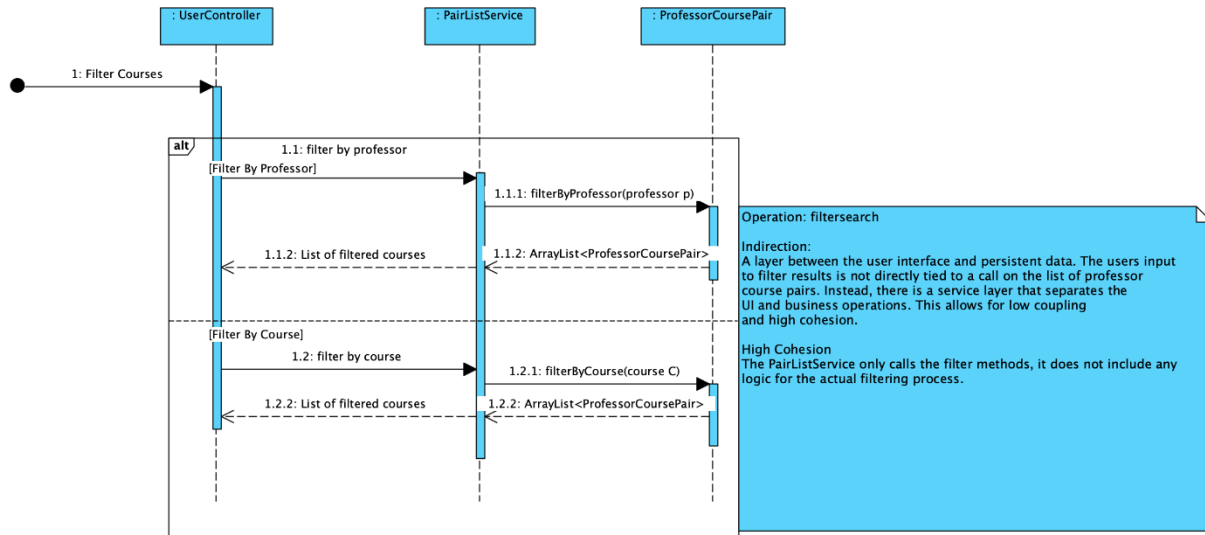 : UserController
: PairListService
: ProfessorCoursePair
1: Filter Courses
alt
1.1: filter by professor
[Filter By Professor]
1.1.1: filterByProfessor(professor p)
1.1.2: List of filtered courses
1.1.2: ArrayList<ProfessorCoursePair>
[Filter By Course]
1.2: filter by course
1.2.1: filterByCourse(course C)
1.2.2: List of filtered courses
1.2.2: ArrayList<ProfessorCoursePair>
Operation: filtersearch
Indirection:
A layer between the user interface and persistent data. The users input
to filter results is not directly tied to a call on the list of professor
course pairs. Instead, there is a service layer that separates the
UI and business operations. This allows for low coupling
and high cohesion.
High Cohesion
The PairListService only calls the filter methods, it does not include any
logic for the actual filtering process.